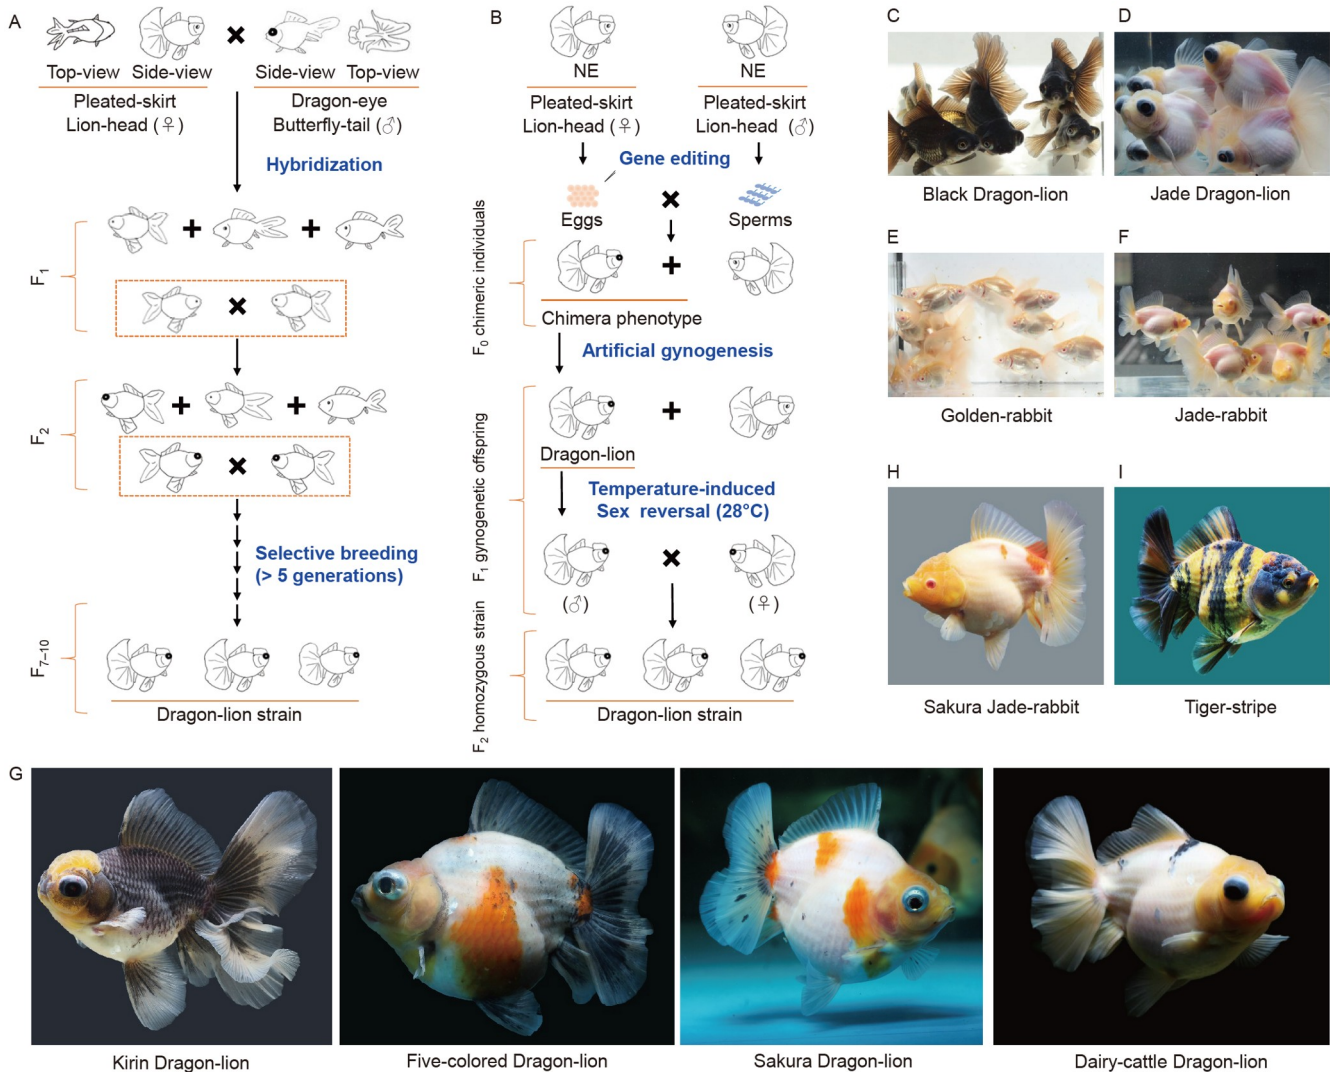 A
Top-view
Side-view
Side-view
Top-view
Pleated-skirt
Lion-head (♀)
Dragon-eye
Butterfly-tail (♂)
Hybridization
F1
F2
Selective breeding
(> 5 generations)
F7–10
Dragon-lion strain
B
NE
NE
Pleated-skirt
Lion-head (♀)
Pleated-skirt
Lion-head (♂)
Gene editing
Eggs
Sperms
F0 chimeric individuals
Chimera phenotype
Artificial gynogenesis
F1 gynogenetic offspring
Dragon-lion
Temperature-induced
Sex reversal (28°C)
(♂)
(♀)
F2 homozygous strain
Dragon-lion strain
C
Black Dragon-lion
D
Jade Dragon-lion
E
Golden-rabbit
F
Jade-rabbit
H
Sakura Jade-rabbit
I
Tiger-stripe
G
Kirin Dragon-lion
Five-colored Dragon-lion
Sakura Dragon-lion
Dairy-cattle Dragon-lion